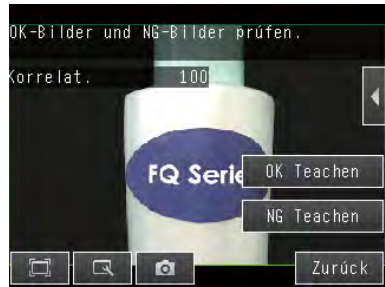 OK-Bilder und NG-Bilder prüfen.
Korrelat. 100
FQ Serie
OK Teachen
NG Teachen
Zurück